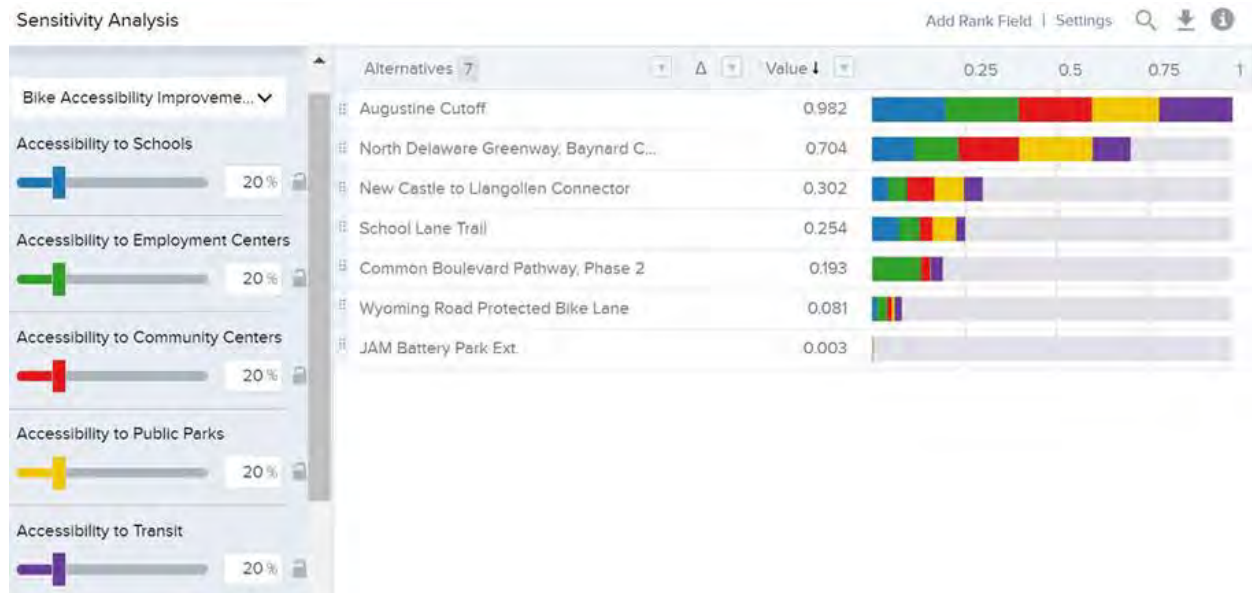 Sensitivity Analysis
Add Rank Field | Settings
Bike Accessibility Improveme...
Accessibility to Schools
20 %
Accessibility to Employment Centers
20 %
Accessibility to Community Centers
20 %
Accessibility to Public Parks
20 %
Accessibility to Transit
20 %
Alternatives 7 Δ Value 0.25 0.5 0.75 1
Augustine Cutoff 0.982
North Delaware Greenway, Baynard C... 0.704
New Castle to Llangollen Connector 0.302
School Lane Trail 0.254
Common Boulevard Pathway, Phase 2 0.193
Wyoming Road Protected Bike Lane 0.081
JAM Battery Park Ext. 0.003